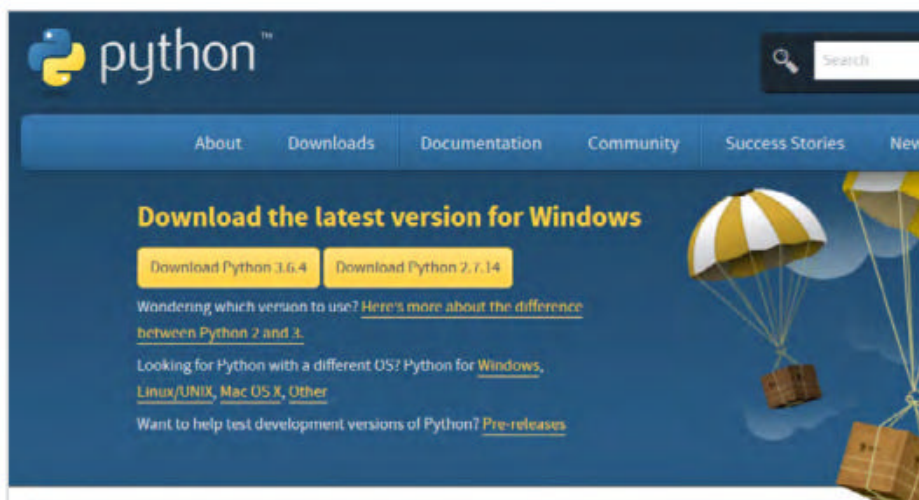 python™
Search
About Downloads Documentation Community Success Stories New
Download the latest version for Windows
Download Python 3.6.4 Download Python 2.7.14
Wondering which version to use? Here's more about the difference
between Python 2 and 3.
Looking for Python with a different OS? Python for Windows,
Linux/UNIX, Mac OS X, Other
Want to help test development versions of Python? Pre-releases